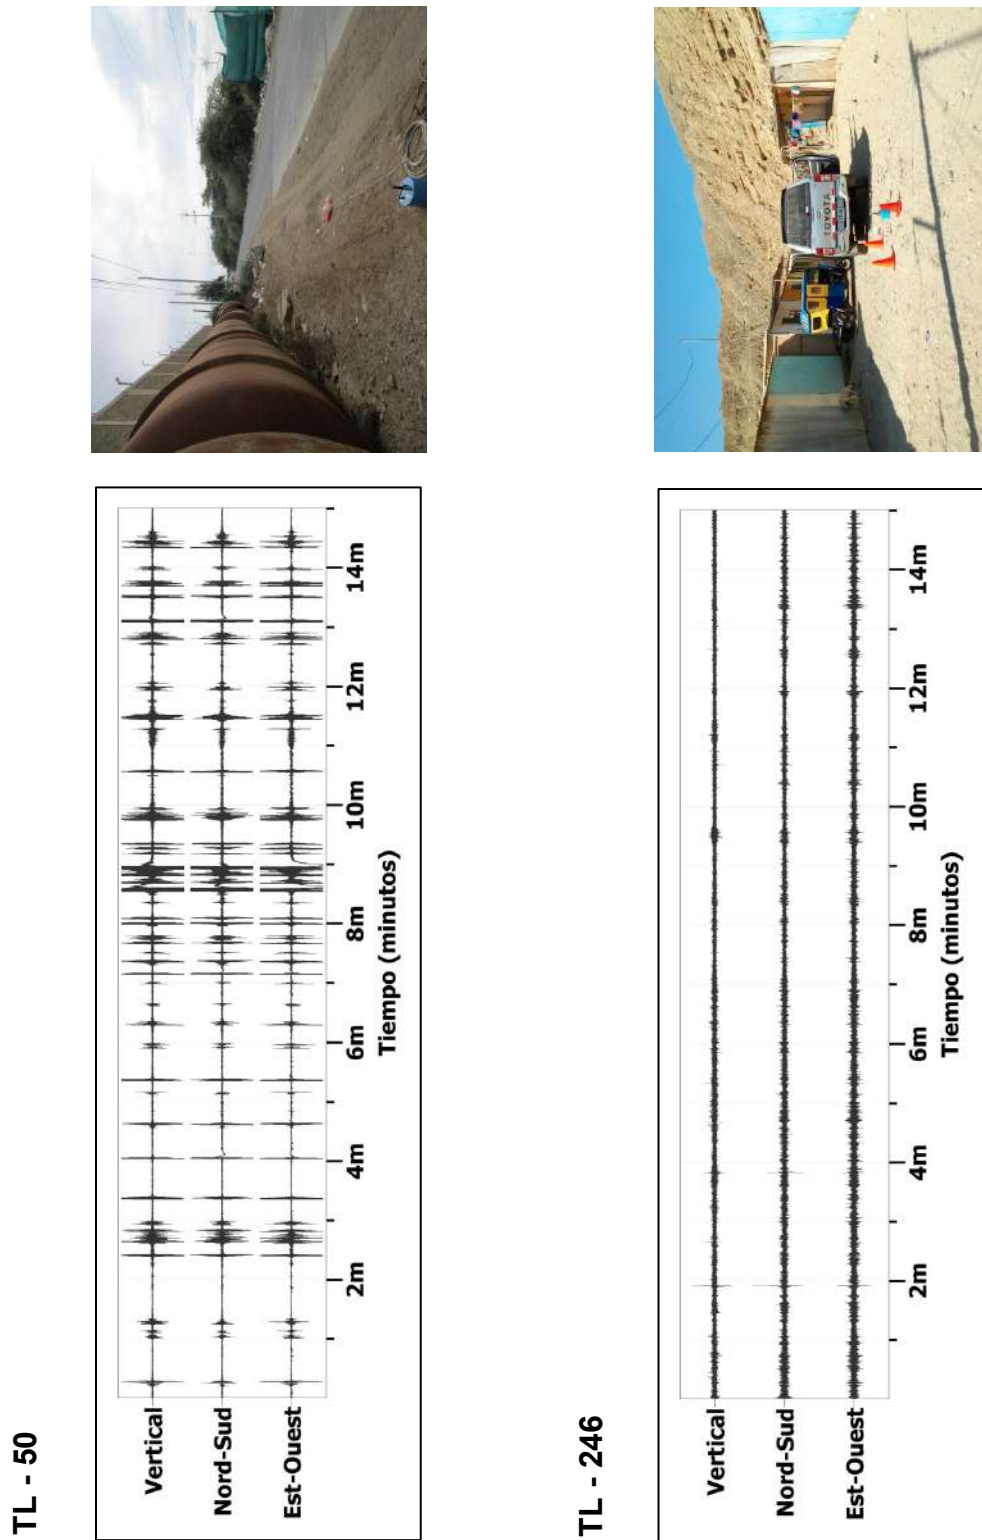 TL - 50
Vertical
Nord-Sud
Est-Ouest
2m 4m 6m 8m 10m 12m 14m
Tiempo (minutos)
TL - 246
TOYOTA
Vertical
Nord-Sud
Est-Ouest
2m 4m 6m 8m 10m 12m 14m
Tiempo (minutos)